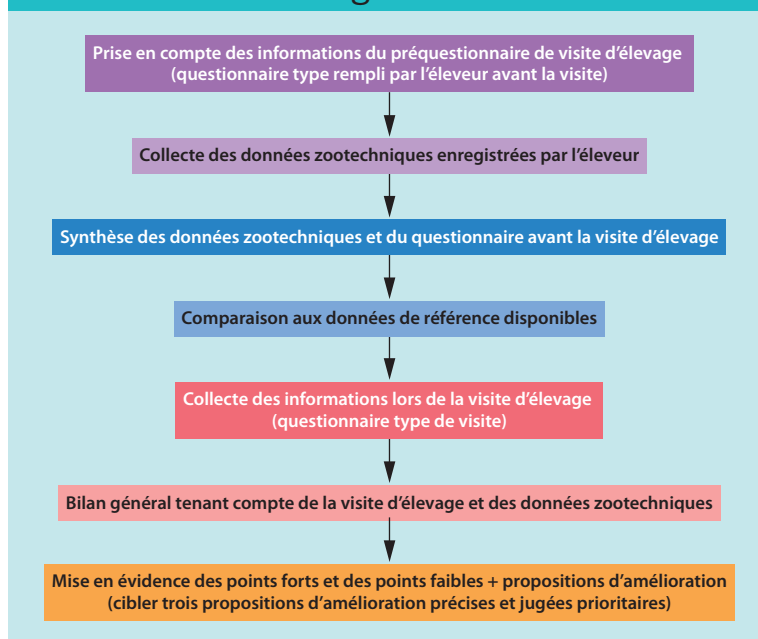 Prise en compte des informations du préquestionnaire de visite d’élevage
(questionnaire type rempli par l’éleveur avant la visite)
Collecte des données zootechniques enregistrées par l’éleveur
Synthèse des données zootechniques et du questionnaire avant la visite d’élevage
Comparaison aux données de référence disponibles
Collecte des informations lors de la visite d’élevage
(questionnaire type de visite)
Bilan général tenant compte de la visite d’élevage et des données zootechniques
Mise en évidence des points forts et des points faibles + propositions d’amélioration
(cibler trois propositions d’amélioration précises et jugées prioritaires)